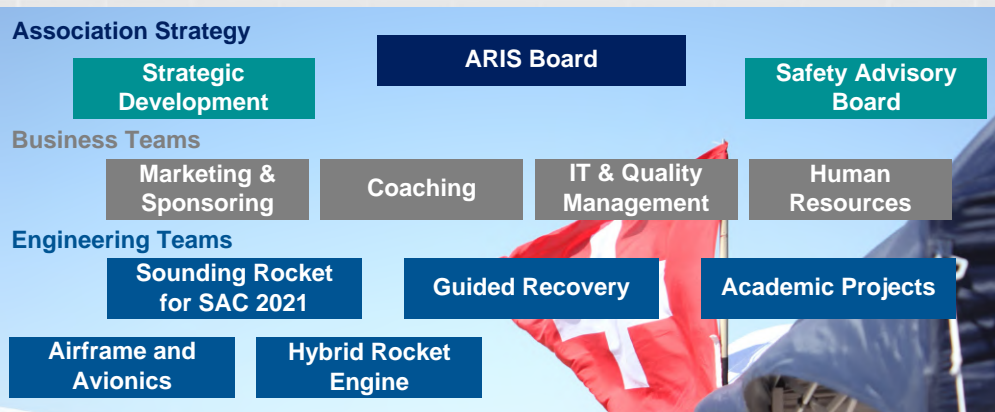 Association Strategy
ARIS Board
Strategic
Development
Safety Advisory
Board
Business Teams
Marketing &
Sponsoring
Coaching
IT & Quality
Management
Human
Resources
Engineering Teams
Sounding Rocket
for SAC 2021
Guided Recovery
Academic Projects
Airframe and
Avionics
Hybrid Rocket
Engine